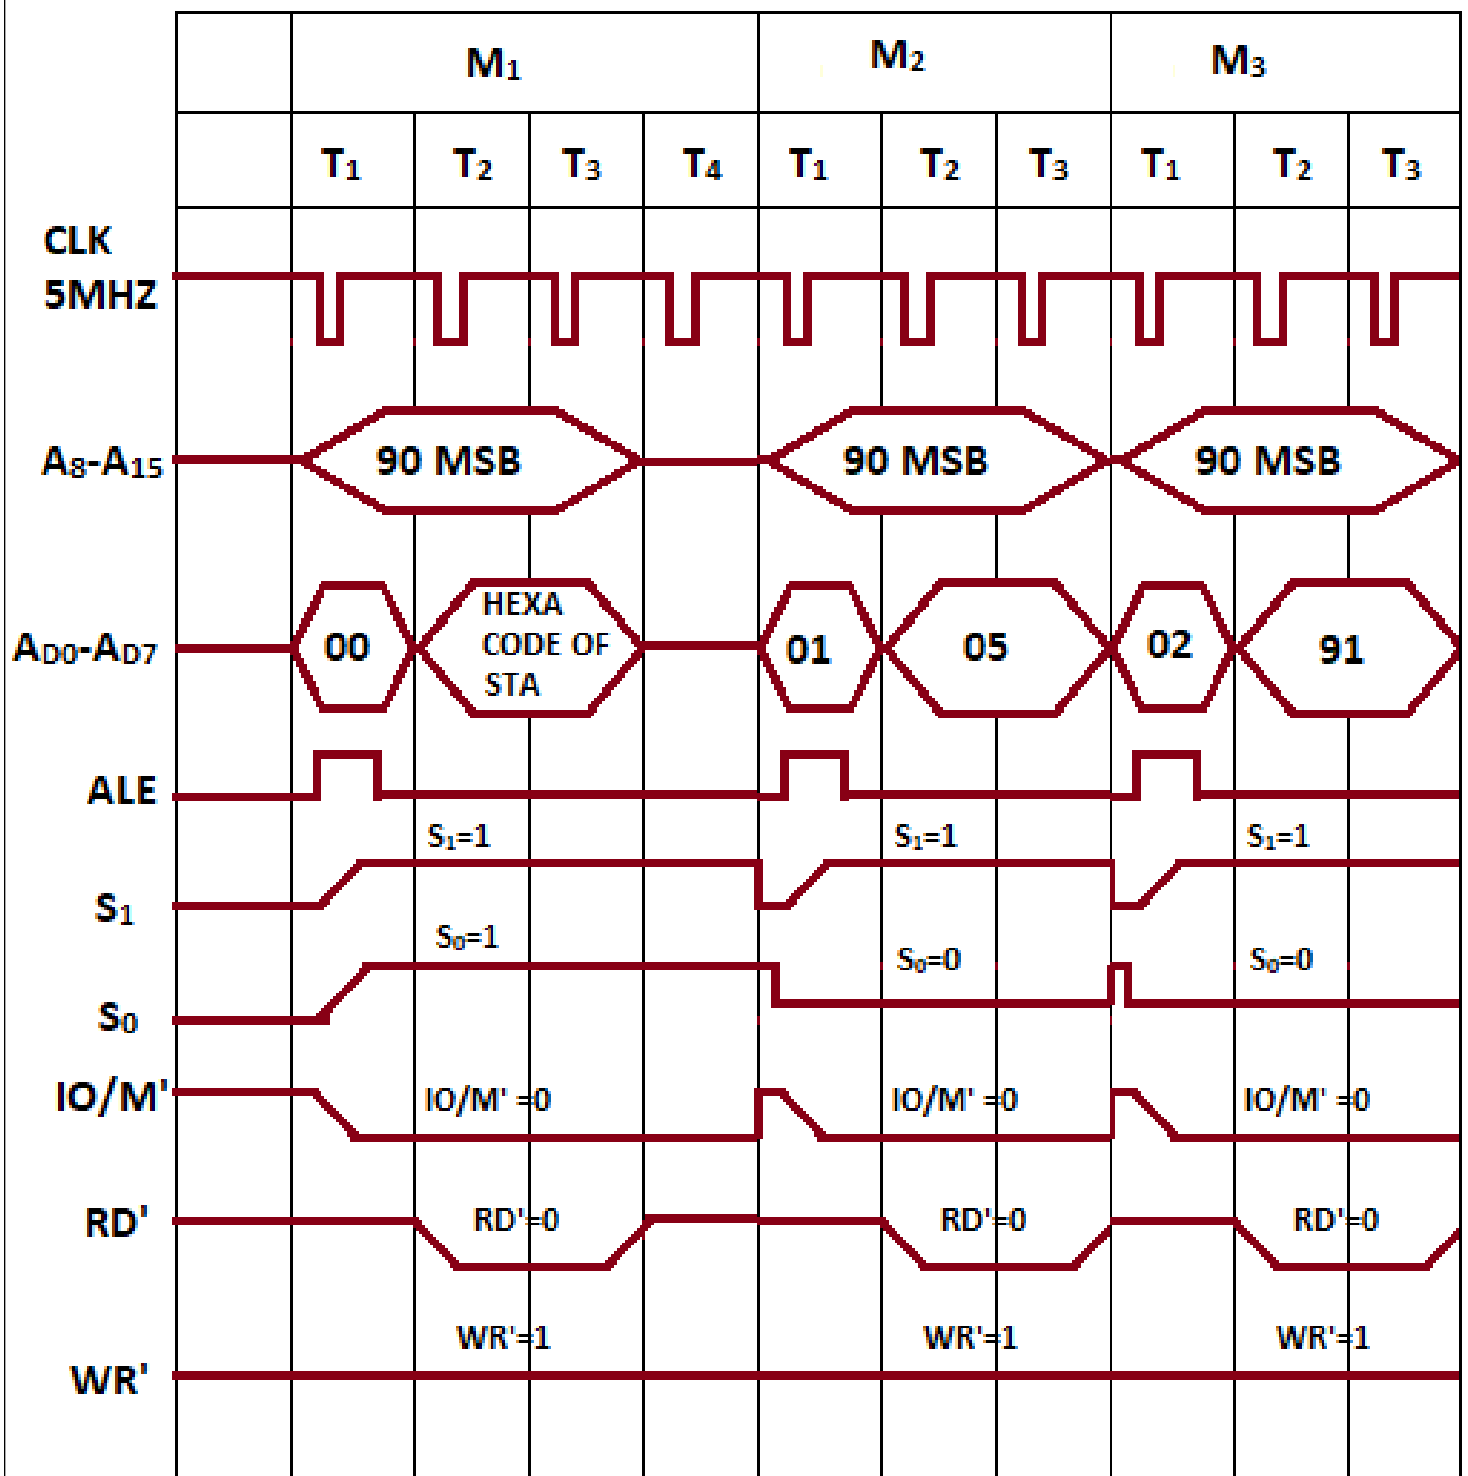 M₁ M₂ M₃
T₁ T₂ T₃ T₄ T₁ T₂ T₃ T₁ T₂ T₃
CLK
5MHZ
A₈-A₁₅ 90 MSB 90 MSB 90 MSB
HEXA
A_D0-A_D7 00 CODE OF 01 05 02 91
STA
ALE
S₁=1 S₁=1 S₁=1
S₁
S₀=1 S₀=0 S₀=0
S₀
IO/M' IO/M' =0 IO/M' =0 IO/M' =0
RD' RD'=0 RD'=0 RD'=0
WR'=1 WR'=1 WR'=1
WR'